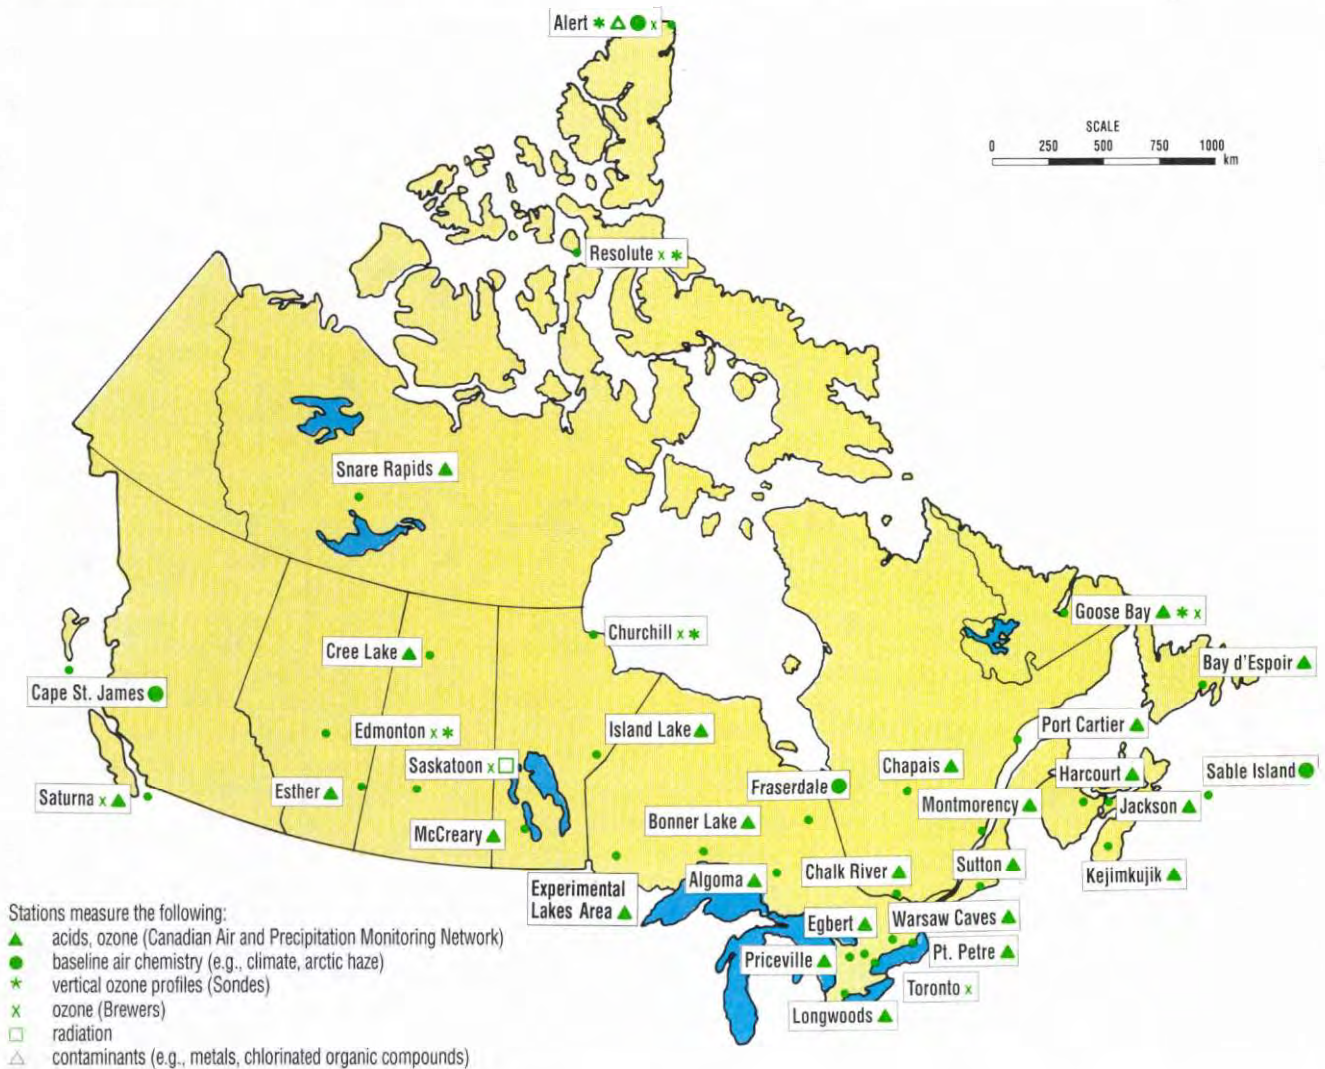 Alert * △ ● x
SCALE
0 250 500 750 1000
km
Resolute x *
Snare Rapids ▲
Goose Bay ▲ * x
Churchill x *
Cree Lake ▲
Bay d'Espoir ▲
Cape St. James ●
Port Cartier ▲
Edmonton x *
Island Lake ▲
Saskatoon x □
Chapais ▲
Harcourt ▲
Sable Island ●
Fraserdale ●
Esther ▲
Saturna x ▲
Montmorency ▲
Jackson ▲
Bonner Lake ▲
McCreary ▲
Sutton ▲
Chalk River ▲
Kejimkujik ▲
Algoma ▲
Experimental
Lakes Area ▲
Egbert ▲
Warsaw Caves ▲
Priceville ▲
Pt. Petre ▲
Toronto x
Longwoods ▲
Stations measure the following:
▲ acids, ozone (Canadian Air and Precipitation Monitoring Network)
● baseline air chemistry (e.g., climate, arctic haze)
* vertical ozone profiles (Sondes)
x ozone (Brewers)
□ radiation
△ contaminants (e.g., metals, chlorinated organic compounds)